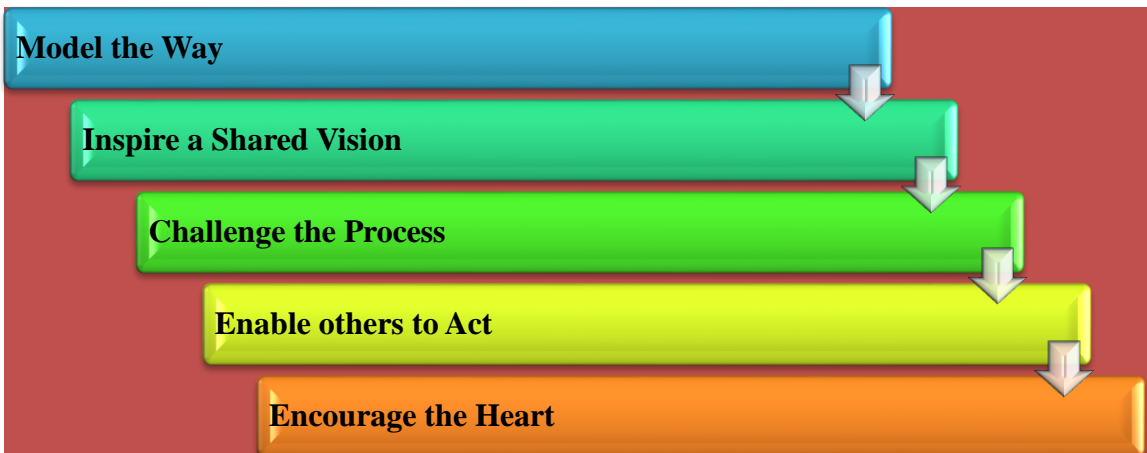 Model the Way
Inspire a Shared Vision
Challenge the Process
Enable others to Act
Encourage the Heart